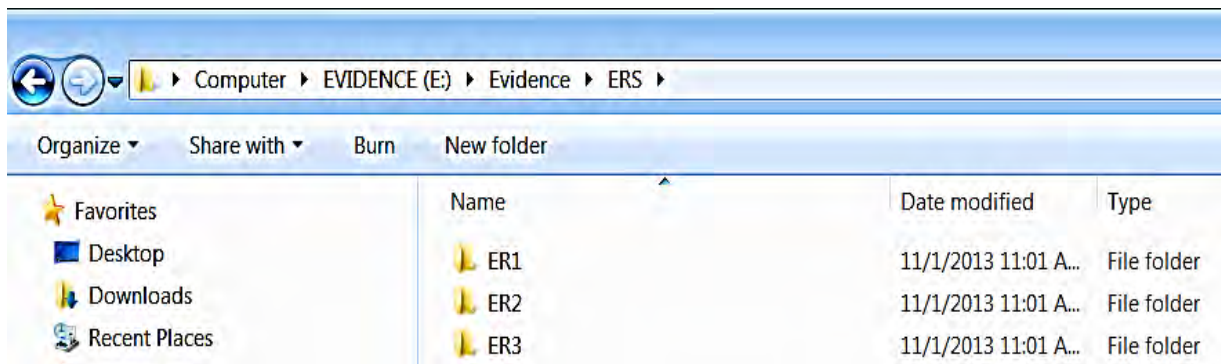 Computer EVIDENCE (E:) Evidence ERS
Organize Share with Burn New folder
Favorites
Desktop
Downloads
Recent Places
Name Date modified Type
ER1 11/1/2013 11:01 A... File folder
ER2 11/1/2013 11:01 A... File folder
ER3 11/1/2013 11:01 A... File folder